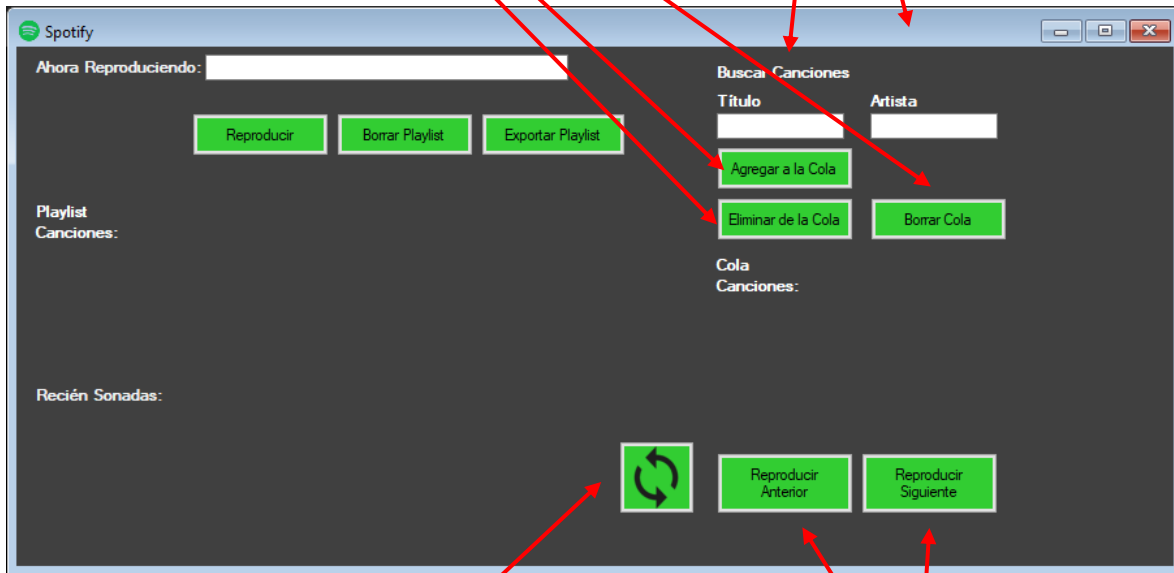 Spotify
Ahora Reproduciendo:
Buscar Canciones
Título Artista
Reproducir Borrar Playlist Exportar Playlist
Agregar a la Cola
Eliminar de la Cola Borrar Cola
Playlist
Canciones:
Cola
Canciones:
Recién Sonadas:
Reproducir
Anterior
Reproducir
Siguiente